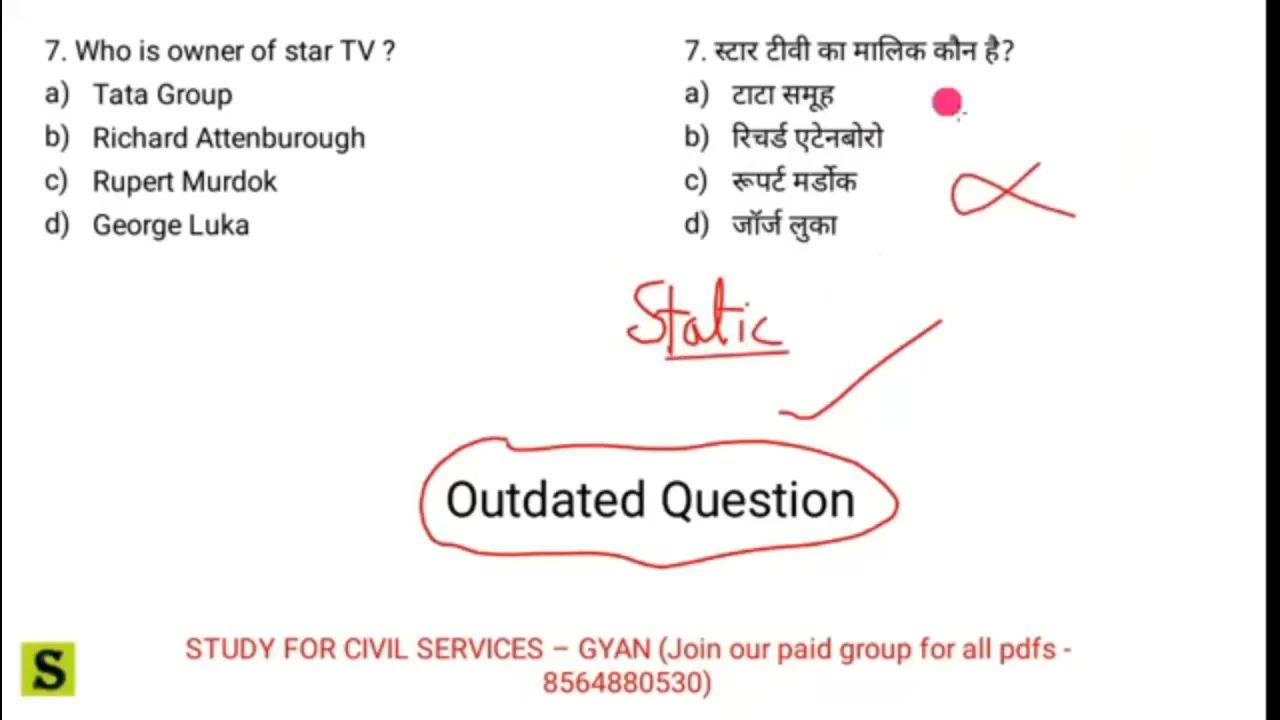 7. Who is owner of star TV ?
a) Tata Group
b) Richard Attenburough
c) Rupert Murdok
d) George Luka
7. स्टार टीवी का मालिक कौन है?
a) टाटा समूह
b) रिचर्ड एटेनबोरो
c) रूपर्ट मर्डोक
d) जॉर्ज लुका
Static
Outdated Question
S
STUDY FOR CIVIL SERVICES – GYAN (Join our paid group for all pdfs -
8564880530)